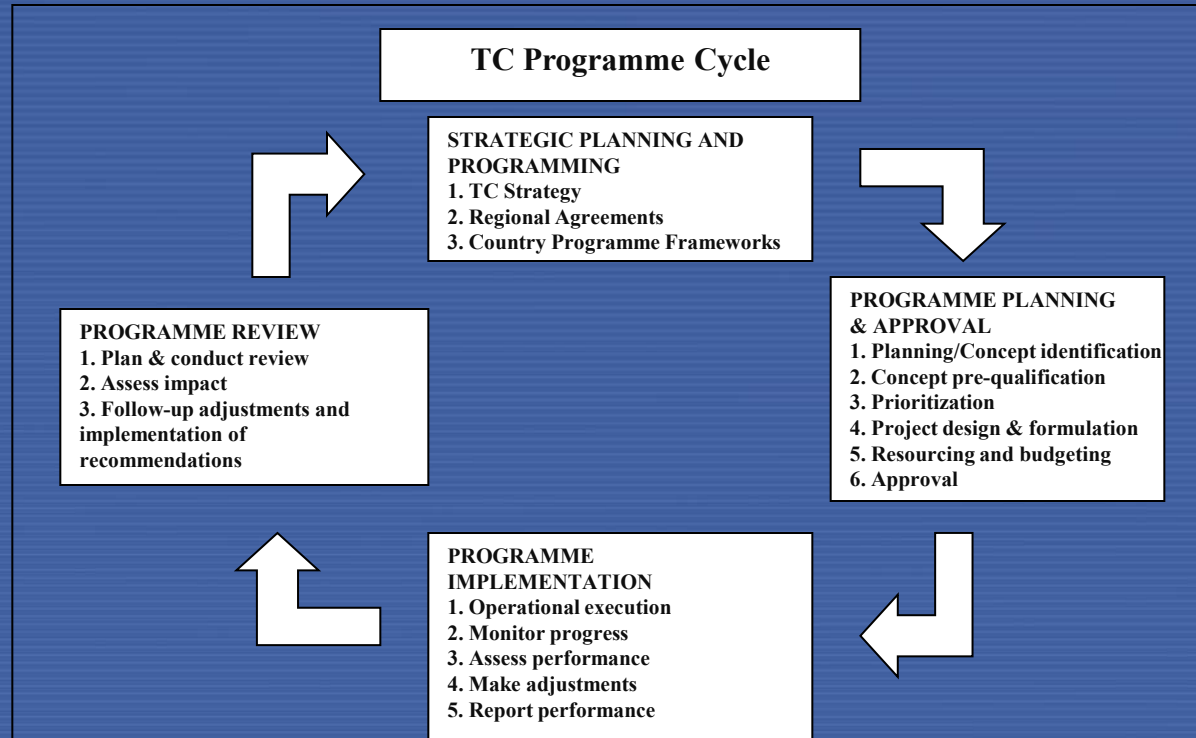 TC Programme Cycle
STRATEGIC PLANNING AND
PROGRAMMING
1. TC Strategy
2. Regional Agreements
3. Country Programme Frameworks
PROGRAMME PLANNING
& APPROVAL
1. Planning/Concept identification
2. Concept pre-qualification
3. Prioritization
4. Project design & formulation
5. Resourcing and budgeting
6. Approval
PROGRAMME
IMPLEMENTATION
1. Operational execution
2. Monitor progress
3. Assess performance
4. Make adjustments
5. Report performance
PROGRAMME REVIEW
1. Plan & conduct review
2. Assess impact
3. Follow-up adjustments and
implementation of
recommendations